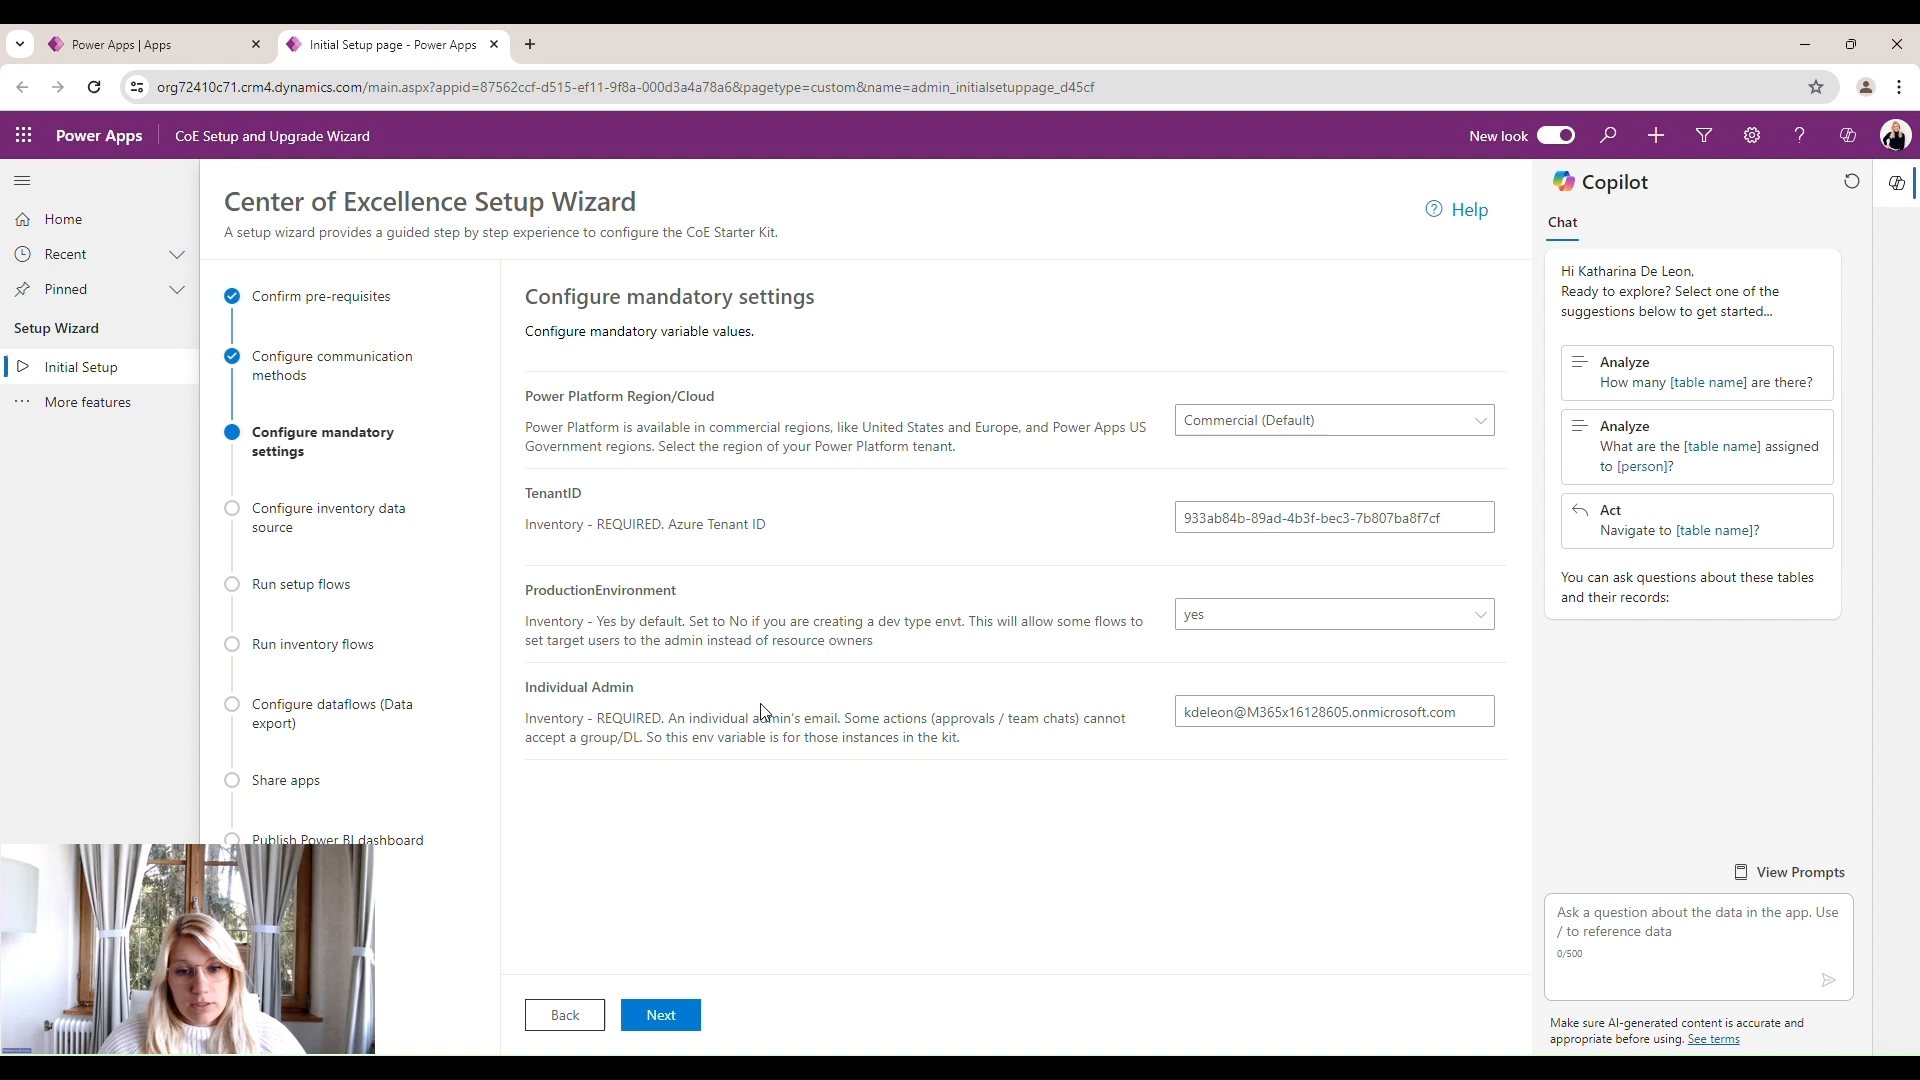 Power Apps | Apps
Initial Setup page - Power Apps
org72410c71.crm4.dynamics.com/main.aspx?appid=87562ccf-d515-ef11-9f8a-000d3a4a78a6&pagetype=custom&name=admin_initialsetuppage_d45cf
Power Apps
CoE Setup and Upgrade Wizard
New look
Home
Recent
Pinned
Setup Wizard
Initial Setup
More features
Center of Excellence Setup Wizard
A setup wizard provides a guided step by step experience to configure the CoE Starter Kit.
Help
Confirm pre-requisites
Configure communication
methods
Configure mandatory
settings
Configure inventory data
source
Run setup flows
Run inventory flows
Configure dataflows (Data
export)
Share apps
Publish Power BI dashboard
Configure mandatory settings
Configure mandatory variable values.
Power Platform Region/Cloud
Power Platform is available in commercial regions, like United States and Europe, and Power Apps US
Government regions. Select the region of your Power Platform tenant.
Commercial (Default)
TenantID
Inventory - REQUIRED. Azure Tenant ID
933ab84b-89ad-4b3f-bec3-7b807ba8f7cf
ProductionEnvironment
Inventory - Yes by default. Set to No if you are creating a dev type envt. This will allow some flows to
set target users to the admin instead of resource owners
yes
Individual Admin
Inventory - REQUIRED. An individual admin's email. Some actions (approvals / team chats) cannot
accept a group/DL. So this env variable is for those instances in the kit.
kdeleon@M365x16128605.onmicrosoft.com
Back
Next
Copilot
Chat
Hi Katharina De Leon,
Ready to explore? Select one of the
suggestions below to get started...
Analyze
How many [table name] are there?
Analyze
What are the [table name] assigned
to [person]?
Act
Navigate to [table name]?
You can ask questions about these tables
and their records:
View Prompts
Ask a question about the data in the app. Use
/ to reference data
0/500
Make sure AI-generated content is accurate and
appropriate before using. See terms